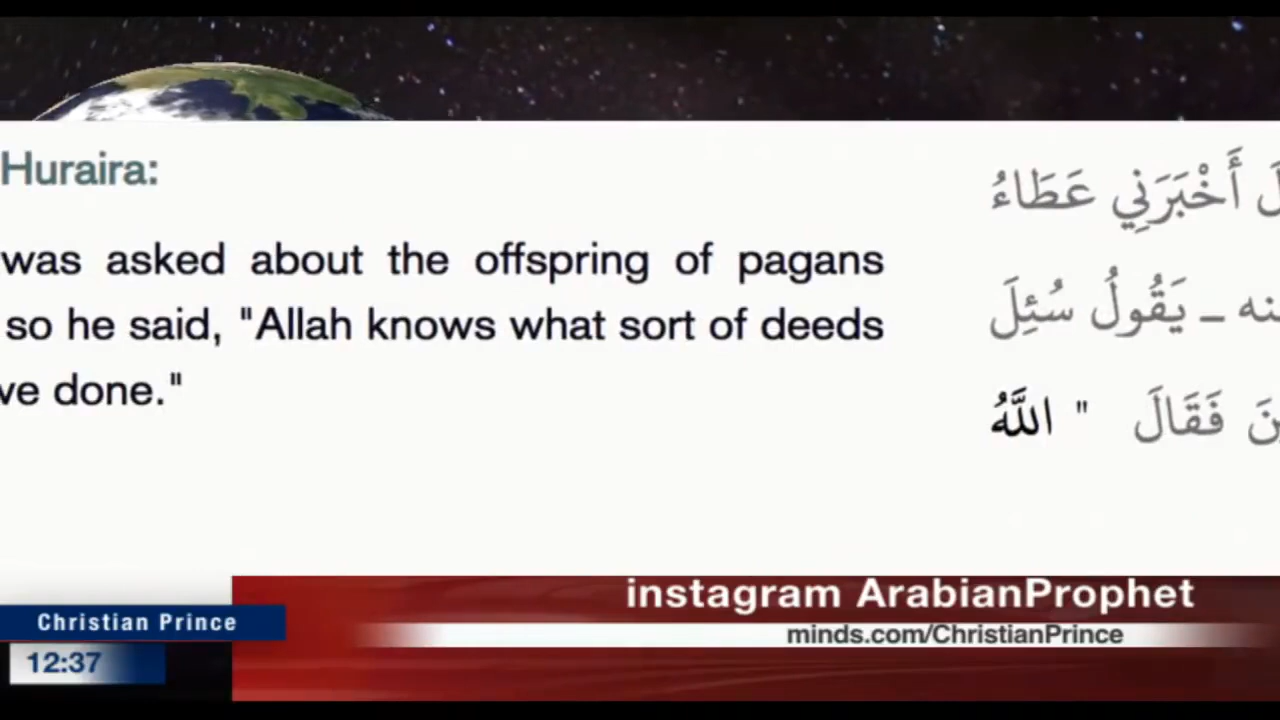 Huraira:
was asked about the offspring of pagans
so he said, "Allah knows what sort of deeds
ve done."
لَ أَخْبَرَنِي عَطَاءُ
نه ـ يَقُولُ سُئِلَ
نَ فَقَالَ " اللَّهُ
instagram ArabianProphet
minds.com/ChristianPrince
Christian Prince
12:37